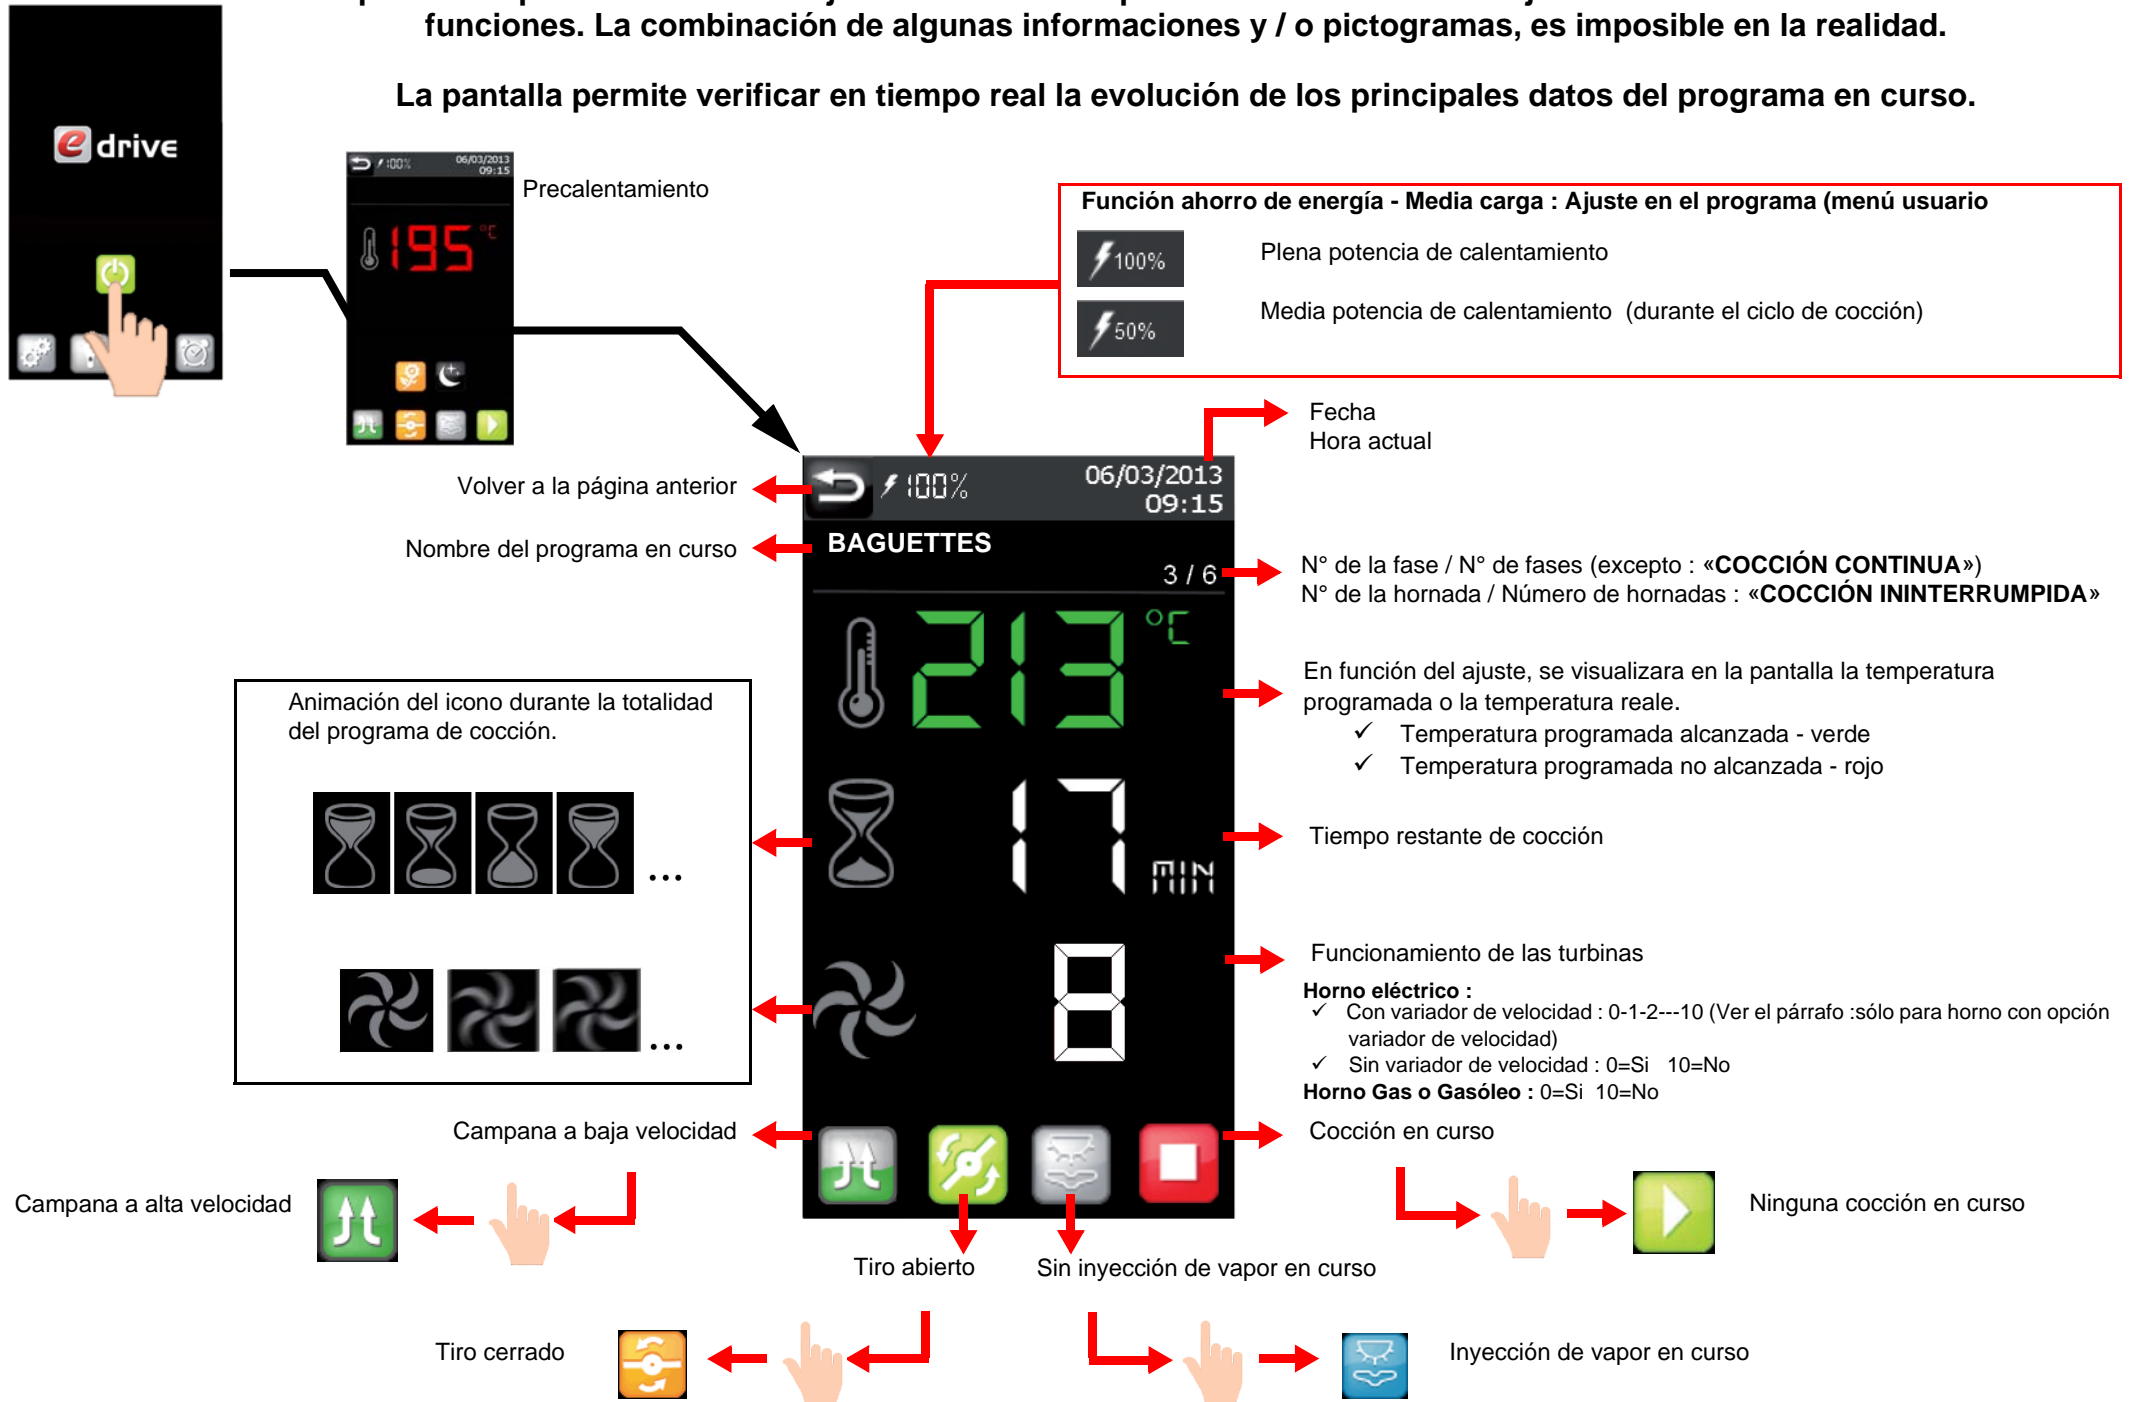 funciones. La combinación de algunas informaciones y / o pictogramas, es imposible en la realidad.
La pantalla permite verificar en tiempo real la evolución de los principales datos del programa en curso.
e drive
100%
06/03/2013
09:15
195 °C
Precalentamiento
Función ahorro de energía - Media carga : Ajuste en el programa (menú usuario
100%
Plena potencia de calentamiento
50%
Media potencia de calentamiento (durante el ciclo de cocción)
Fecha
Hora actual
Volver a la página anterior
100%
06/03/2013
09:15
Nombre del programa en curso
BAGUETTES
3 / 6
N° de la fase / N° de fases (excepto : «COCCIÓN CONTINUA»)
N° de la hornada / Número de hornadas : «COCCIÓN ININTERRUMPIDA»
213 °C
En función del ajuste, se visualizara en la pantalla la temperatura
programada o la temperatura reale.
✓ Temperatura programada alcanzada - verde
✓ Temperatura programada no alcanzada - rojo
Animación del icono durante la totalidad
del programa de cocción.
...
...
17 MIN
Tiempo restante de cocción
8
Funcionamiento de las turbinas
Horno eléctrico :
✓ Con variador de velocidad : 0-1-2---10 (Ver el párrafo :sólo para horno con opción
variador de velocidad)
✓ Sin variador de velocidad : 0=Si 10=No
Horno Gas o Gasóleo : 0=Si 10=No
Campana a baja velocidad
Cocción en curso
Campana a alta velocidad
Ninguna cocción en curso
Tiro abierto
Sin inyección de vapor en curso
Tiro cerrado
Inyección de vapor en curso